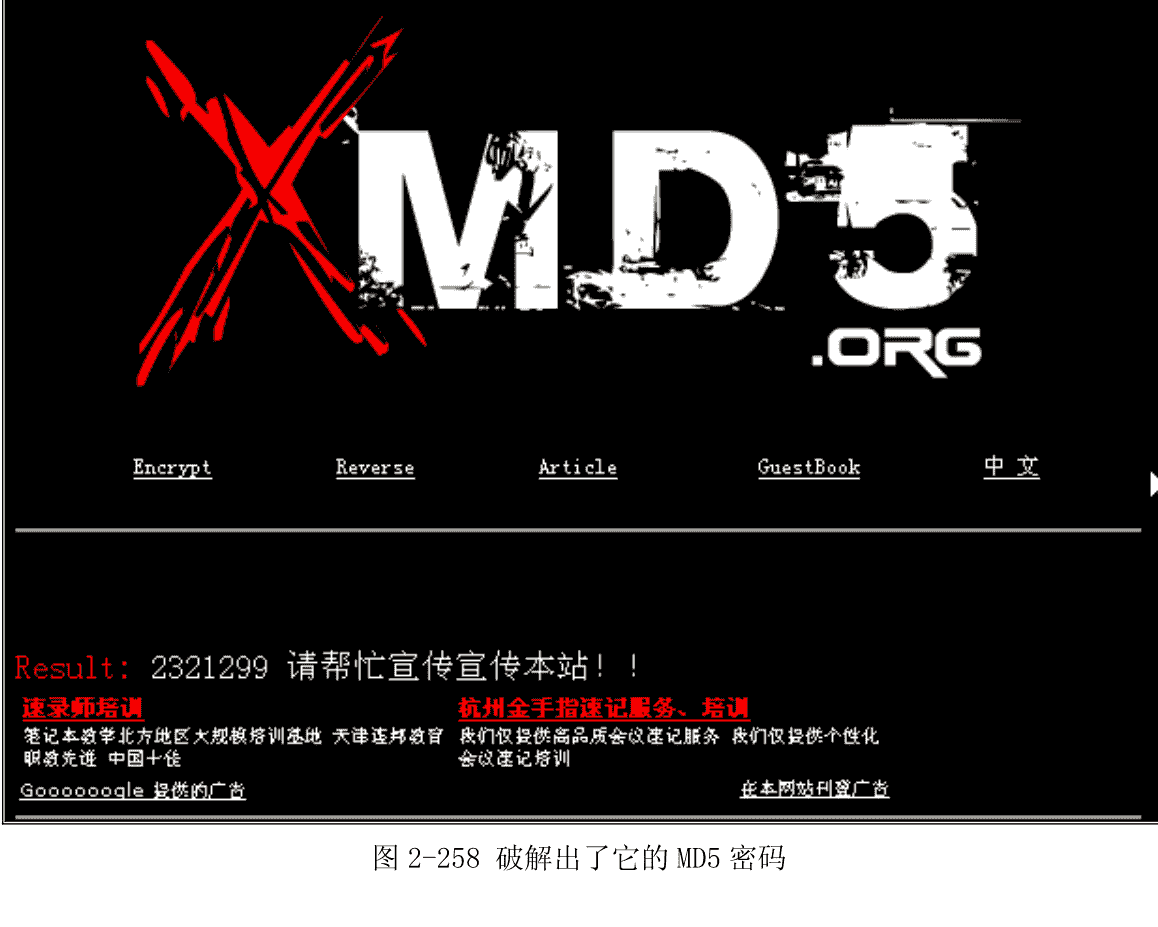 XMD5
.ORG
Encrypt Reverse Article GuestBook 中 文
Result: 2321299 请帮忙宣传宣传本站！！
速录师培训 杭州金手指速记服务、培训
笔记本教学北方地区大规模培训基地 天津连邦教育 我们仅提供高品质会议速记服务 我们仅提供个性化
职教先进 中国十佳 会议速记培训
Gooooooogle 提供的广告 在本网站刊登广告
图 2-258 破解出了它的 MD5 密码